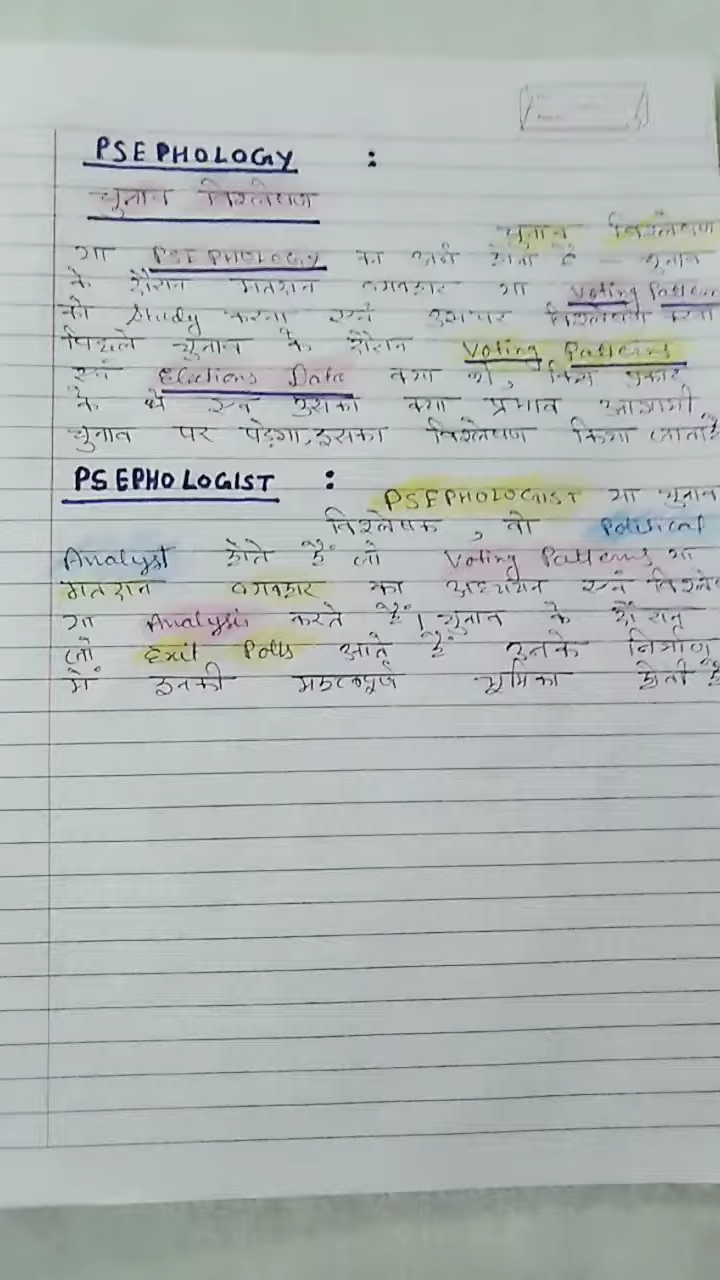 PSEPHOLOGY :
चुनाव विश्लेषण
चुनाव विश्लेषण
या PSEPHOLOGY का अर्थ होता है - चुनाव
के दौरान मतदान व्यवहार या Voting Pattern
को Study करना एवं उसपर विश्लेषण करना
पिछले चुनाव के दौरान Voting Patterns
एवं Elections Data क्या थे, किस प्रकार
के थे एवं उसका क्या प्रभाव आगामी
चुनाव पर पड़ेगा, इसका विश्लेषण किया जाता है
PSEPHOLOGIST :
PSEPHOLOGIST या चुनाव
विश्लेषक, वो Political
Analyst होते हैं जो Voting Patterns या
मतदान व्यवहार का अध्ययन एवं
या Analysis करते हैं। चुनाव के दौरान
जो Exit Polls आते हैं उनके निर्माण
में इनकी महत्वपूर्ण भूमिका होती है